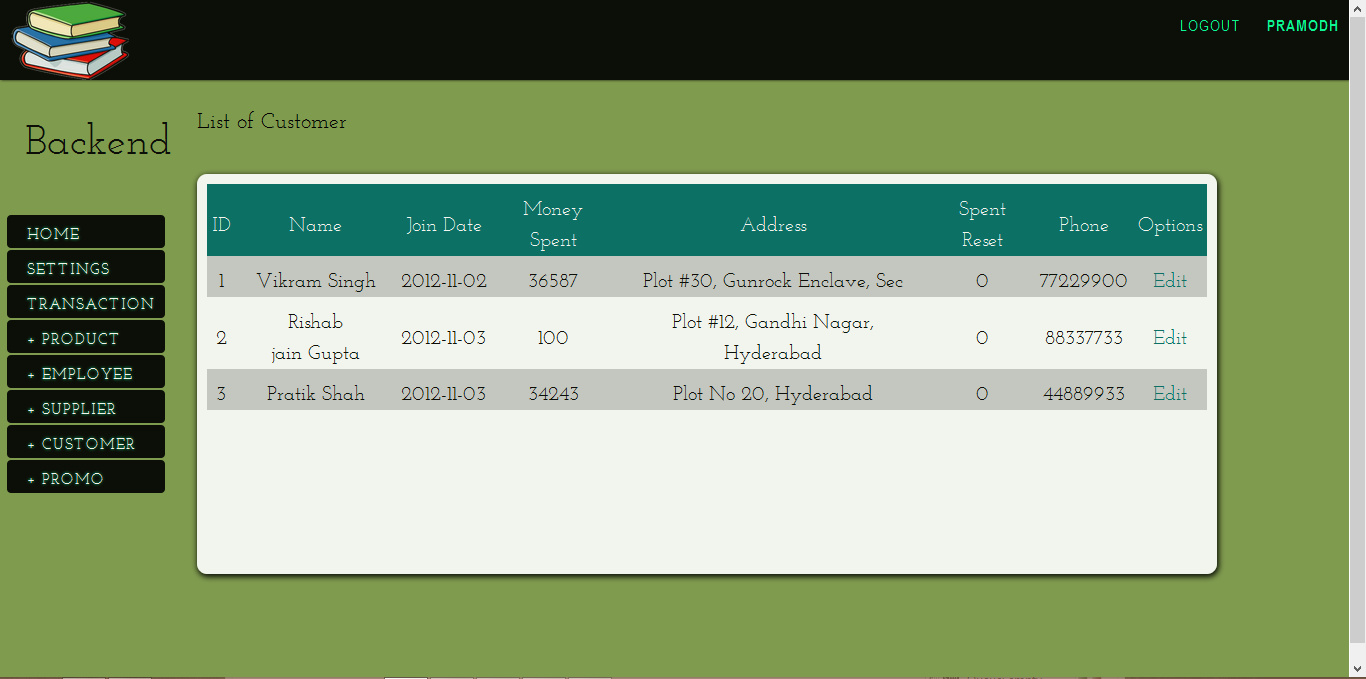 LOGOUT PRAMODH
Backend
List of Customer
HOME
SETTINGS
TRANSACTION
+ PRODUCT
+ EMPLOYEE
+ SUPPLIER
+ CUSTOMER
+ PROMO
ID Name Join Date Money Spent Address Spent Reset Phone Options
1 Vikram Singh 2012-11-02 36587 Plot #30, Gunrock Enclave, Sec 0 77229900 Edit
2 Rishab jain Gupta 2012-11-03 100 Plot #12, Gandhi Nagar, Hyderabad 0 88337733 Edit
3 Pratik Shah 2012-11-03 34243 Plot No 20, Hyderabad 0 44889933 Edit